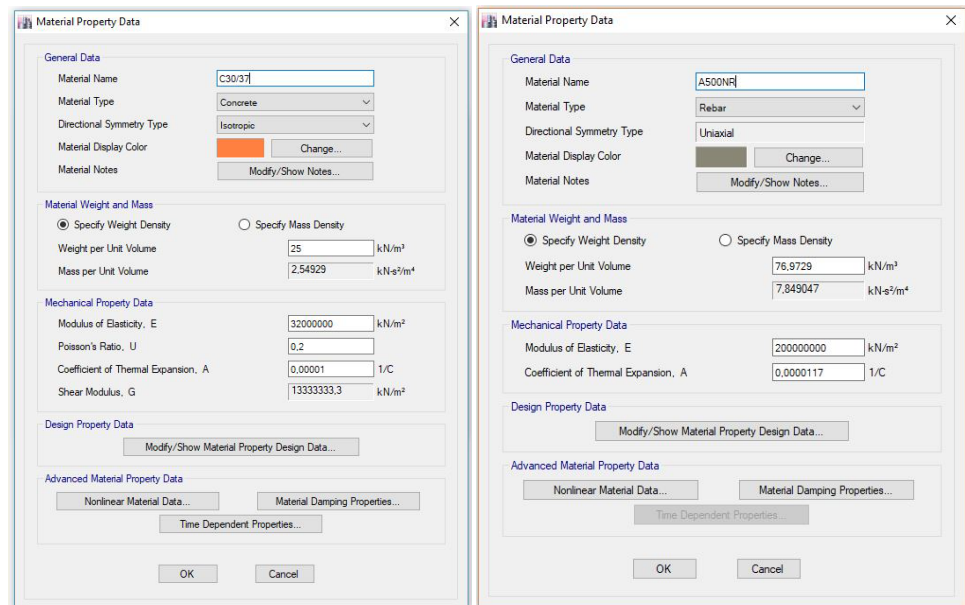 Material Property Data
General Data
Material Name C30/37
Material Type Concrete
Directional Symmetry Type Isotropic
Material Display Color Change...
Material Notes Modify/Show Notes...
Material Weight and Mass
Specify Weight Density Specify Mass Density
Weight per Unit Volume 25 kN/m³
Mass per Unit Volume 2,54929 kN-s²/m⁴
Mechanical Property Data
Modulus of Elasticity, E 32000000 kN/m²
Poisson's Ratio, U 0,2
Coefficient of Thermal Expansion, A 0,00001 1/C
Shear Modulus, G 13333333,3 kN/m²
Design Property Data
Modify/Show Material Property Design Data...
Advanced Material Property Data
Nonlinear Material Data... Material Damping Properties...
Time Dependent Properties...
OK Cancel
Material Property Data
General Data
Material Name A500NR
Material Type Rebar
Directional Symmetry Type Uniaxial
Material Display Color Change...
Material Notes Modify/Show Notes...
Material Weight and Mass
Specify Weight Density Specify Mass Density
Weight per Unit Volume 76,9729 kN/m³
Mass per Unit Volume 7,849047 kN-s²/m⁴
Mechanical Property Data
Modulus of Elasticity, E 200000000 kN/m²
Coefficient of Thermal Expansion, A 0,0000117 1/C
Design Property Data
Modify/Show Material Property Design Data...
Advanced Material Property Data
Nonlinear Material Data... Material Damping Properties...
Time Dependent Properties...
OK Cancel